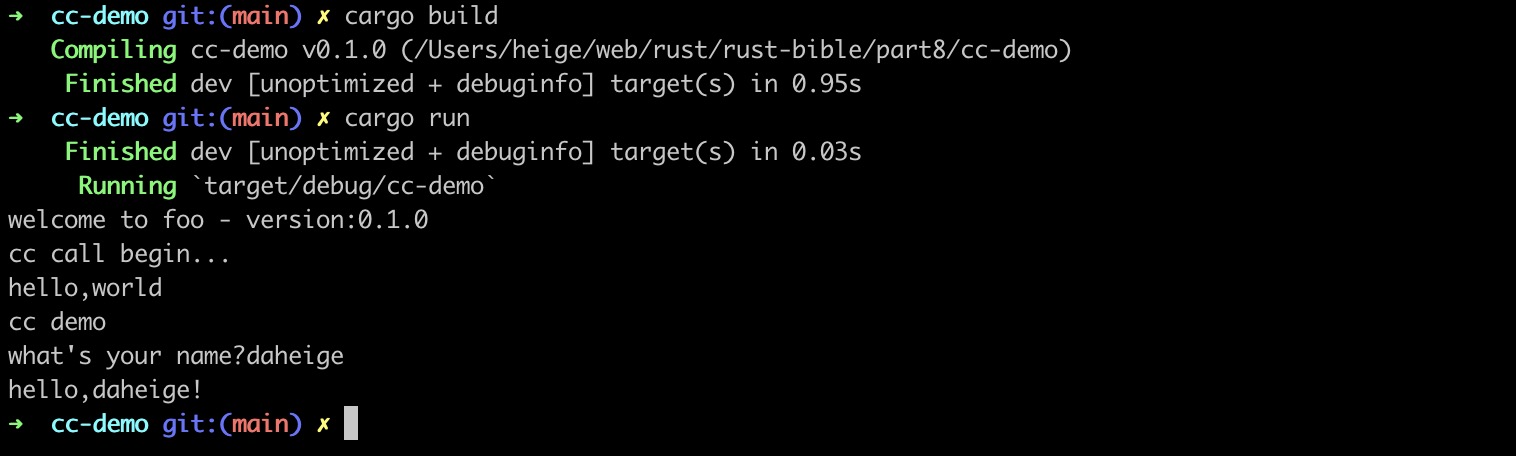 ➜  cc-demo git:(main) ✗ cargo build
   Compiling cc-demo v0.1.0 (/Users/heige/web/rust/rust-bible/part8/cc-demo)
    Finished dev [unoptimized + debuginfo] target(s) in 0.95s
➜  cc-demo git:(main) ✗ cargo run
    Finished dev [unoptimized + debuginfo] target(s) in 0.03s
     Running `target/debug/cc-demo`
welcome to foo - version:0.1.0
cc call begin...
hello,world
cc demo
what's your name?daheige
hello,daheige!
➜  cc-demo git:(main) ✗